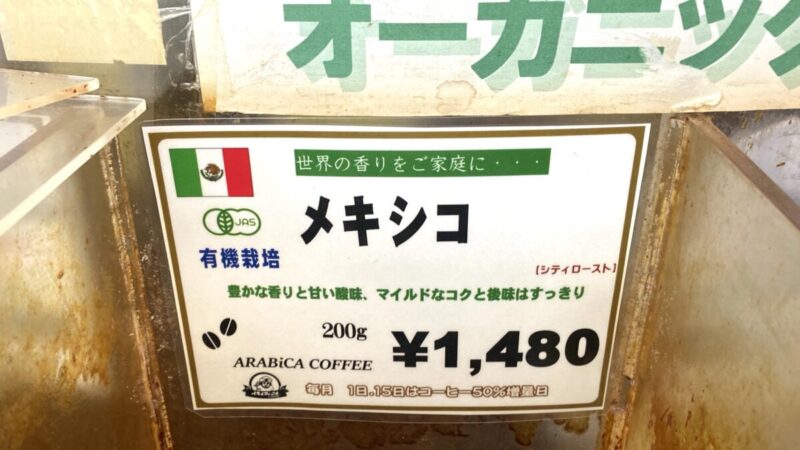 オーガニック
世界の香りをご家庭に・・・
JAS
メキシコ
有機栽培
【シティロースト】
豊かな香りと甘い酸味、マイルドなコクと後味はすっきり
200g
¥1,480
ARABiCA COFFEE
毎月 1日,15日はコーヒー50%増量日